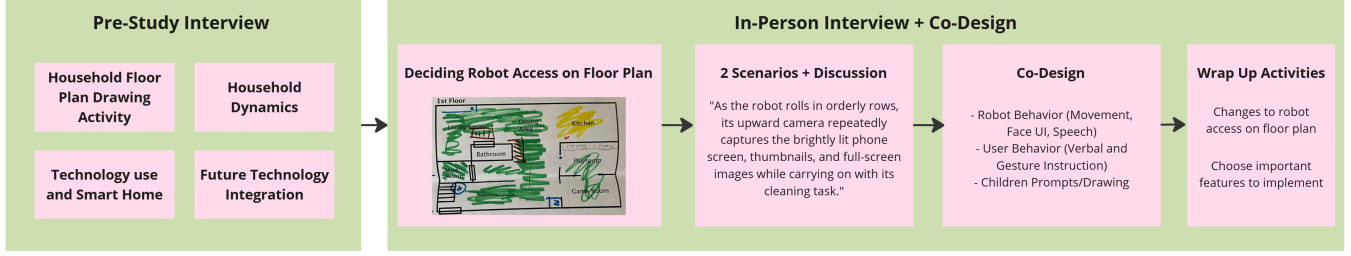 Pre-Study Interview
Household Floor
Plan Drawing
Activity
Household
Dynamics
Technology use
and Smart Home
Future Technology
Integration
In-Person Interview + Co-Design
Deciding Robot Access on Floor Plan
1st Floor
Dining
Area
Kitchen
Bathroom
Playroom
Game Room
2 Scenarios + Discussion
"As the robot rolls in orderly rows,
its upward camera repeatedly
captures the brightly lit phone
screen, thumbnails, and full-screen
images while carrying on with its
cleaning task."
Co-Design
- Robot Behavior (Movement,
Face UI, Speech)
- User Behavior (Verbal and
Gesture Instruction)
- Children Prompts/Drawing
Wrap Up Activities
Changes to robot
access on floor plan
Choose important
features to implement